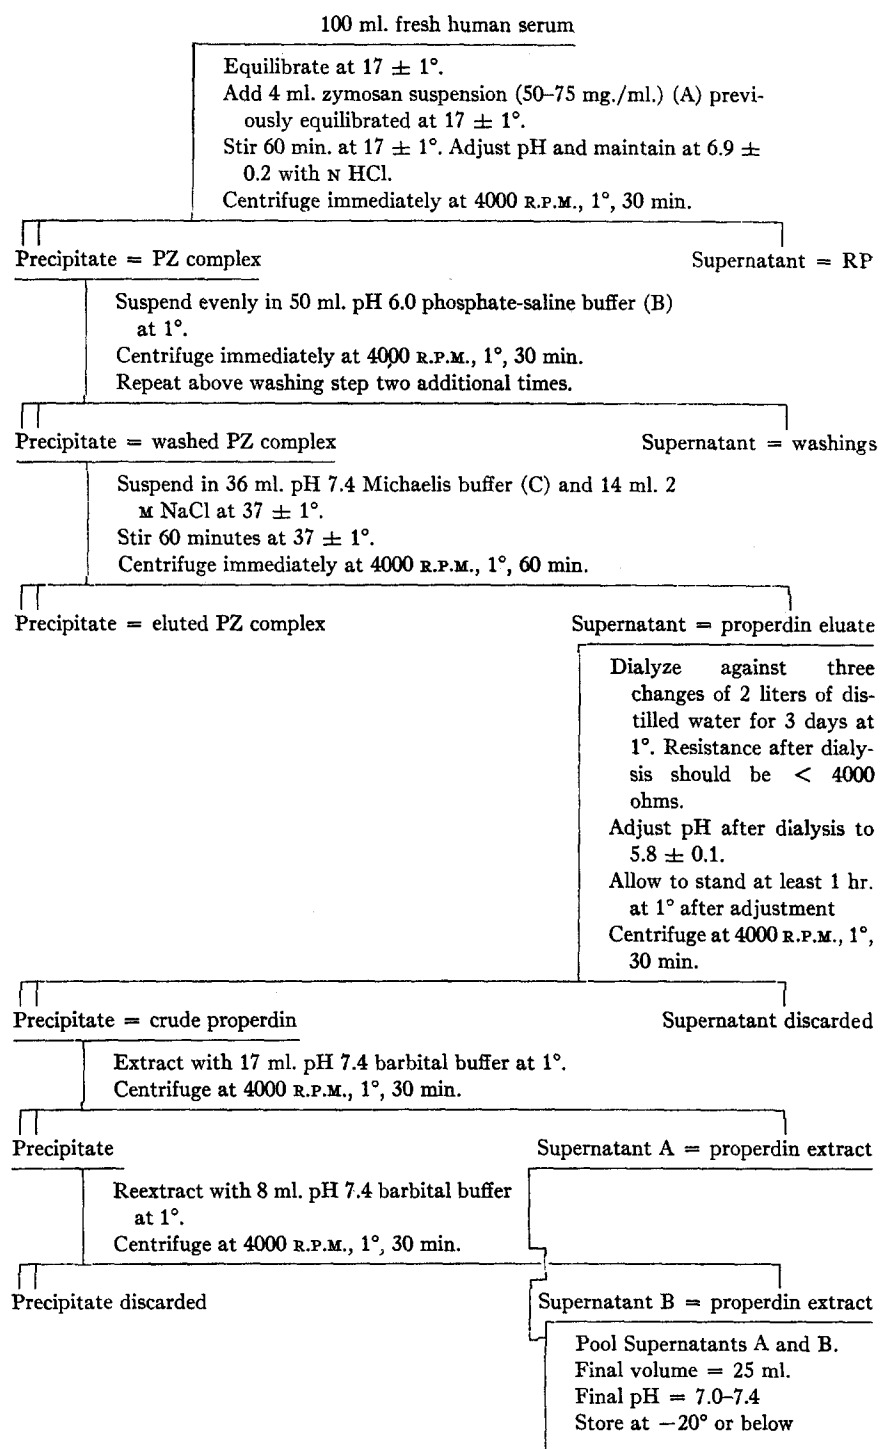 100 ml. fresh human serum
Equilibrate at 17 ± 1°.
Add 4 ml. zymosan suspension (50–75 mg./ml.) (A) previ-
ously equilibrated at 17 ± 1°.
Stir 60 min. at 17 ± 1°. Adjust pH and maintain at 6.9 ±
0.2 with N HCl.
Centrifuge immediately at 4000 R.P.M., 1°, 30 min.
Precipitate = PZ complex
Supernatant = RP
Suspend evenly in 50 ml. pH 6.0 phosphate-saline buffer (B)
at 1°.
Centrifuge immediately at 4000 R.P.M., 1°, 30 min.
Repeat above washing step two additional times.
Precipitate = washed PZ complex
Supernatant = washings
Suspend in 36 ml. pH 7.4 Michaelis buffer (C) and 14 ml. 2
M NaCl at 37 ± 1°.
Stir 60 minutes at 37 ± 1°.
Centrifuge immediately at 4000 R.P.M., 1°, 60 min.
Precipitate = eluted PZ complex
Supernatant = properdin eluate
Dialyze against three
changes of 2 liters of dis-
tilled water for 3 days at
1°. Resistance after dialy-
sis should be < 4000
ohms.
Adjust pH after dialysis to
5.8 ± 0.1.
Allow to stand at least 1 hr.
at 1° after adjustment
Centrifuge at 4000 R.P.M., 1°,
30 min.
Precipitate = crude properdin
Supernatant discarded
Extract with 17 ml. pH 7.4 barbital buffer at 1°.
Centrifuge at 4000 R.P.M., 1°, 30 min.
Precipitate
Supernatant A = properdin extract
Reextract with 8 ml. pH 7.4 barbital buffer
at 1°.
Centrifuge at 4000 R.P.M., 1°, 30 min.
Precipitate discarded
Supernatant B = properdin extract
Pool Supernatants A and B.
Final volume = 25 ml.
Final pH = 7.0–7.4
Store at −20° or below